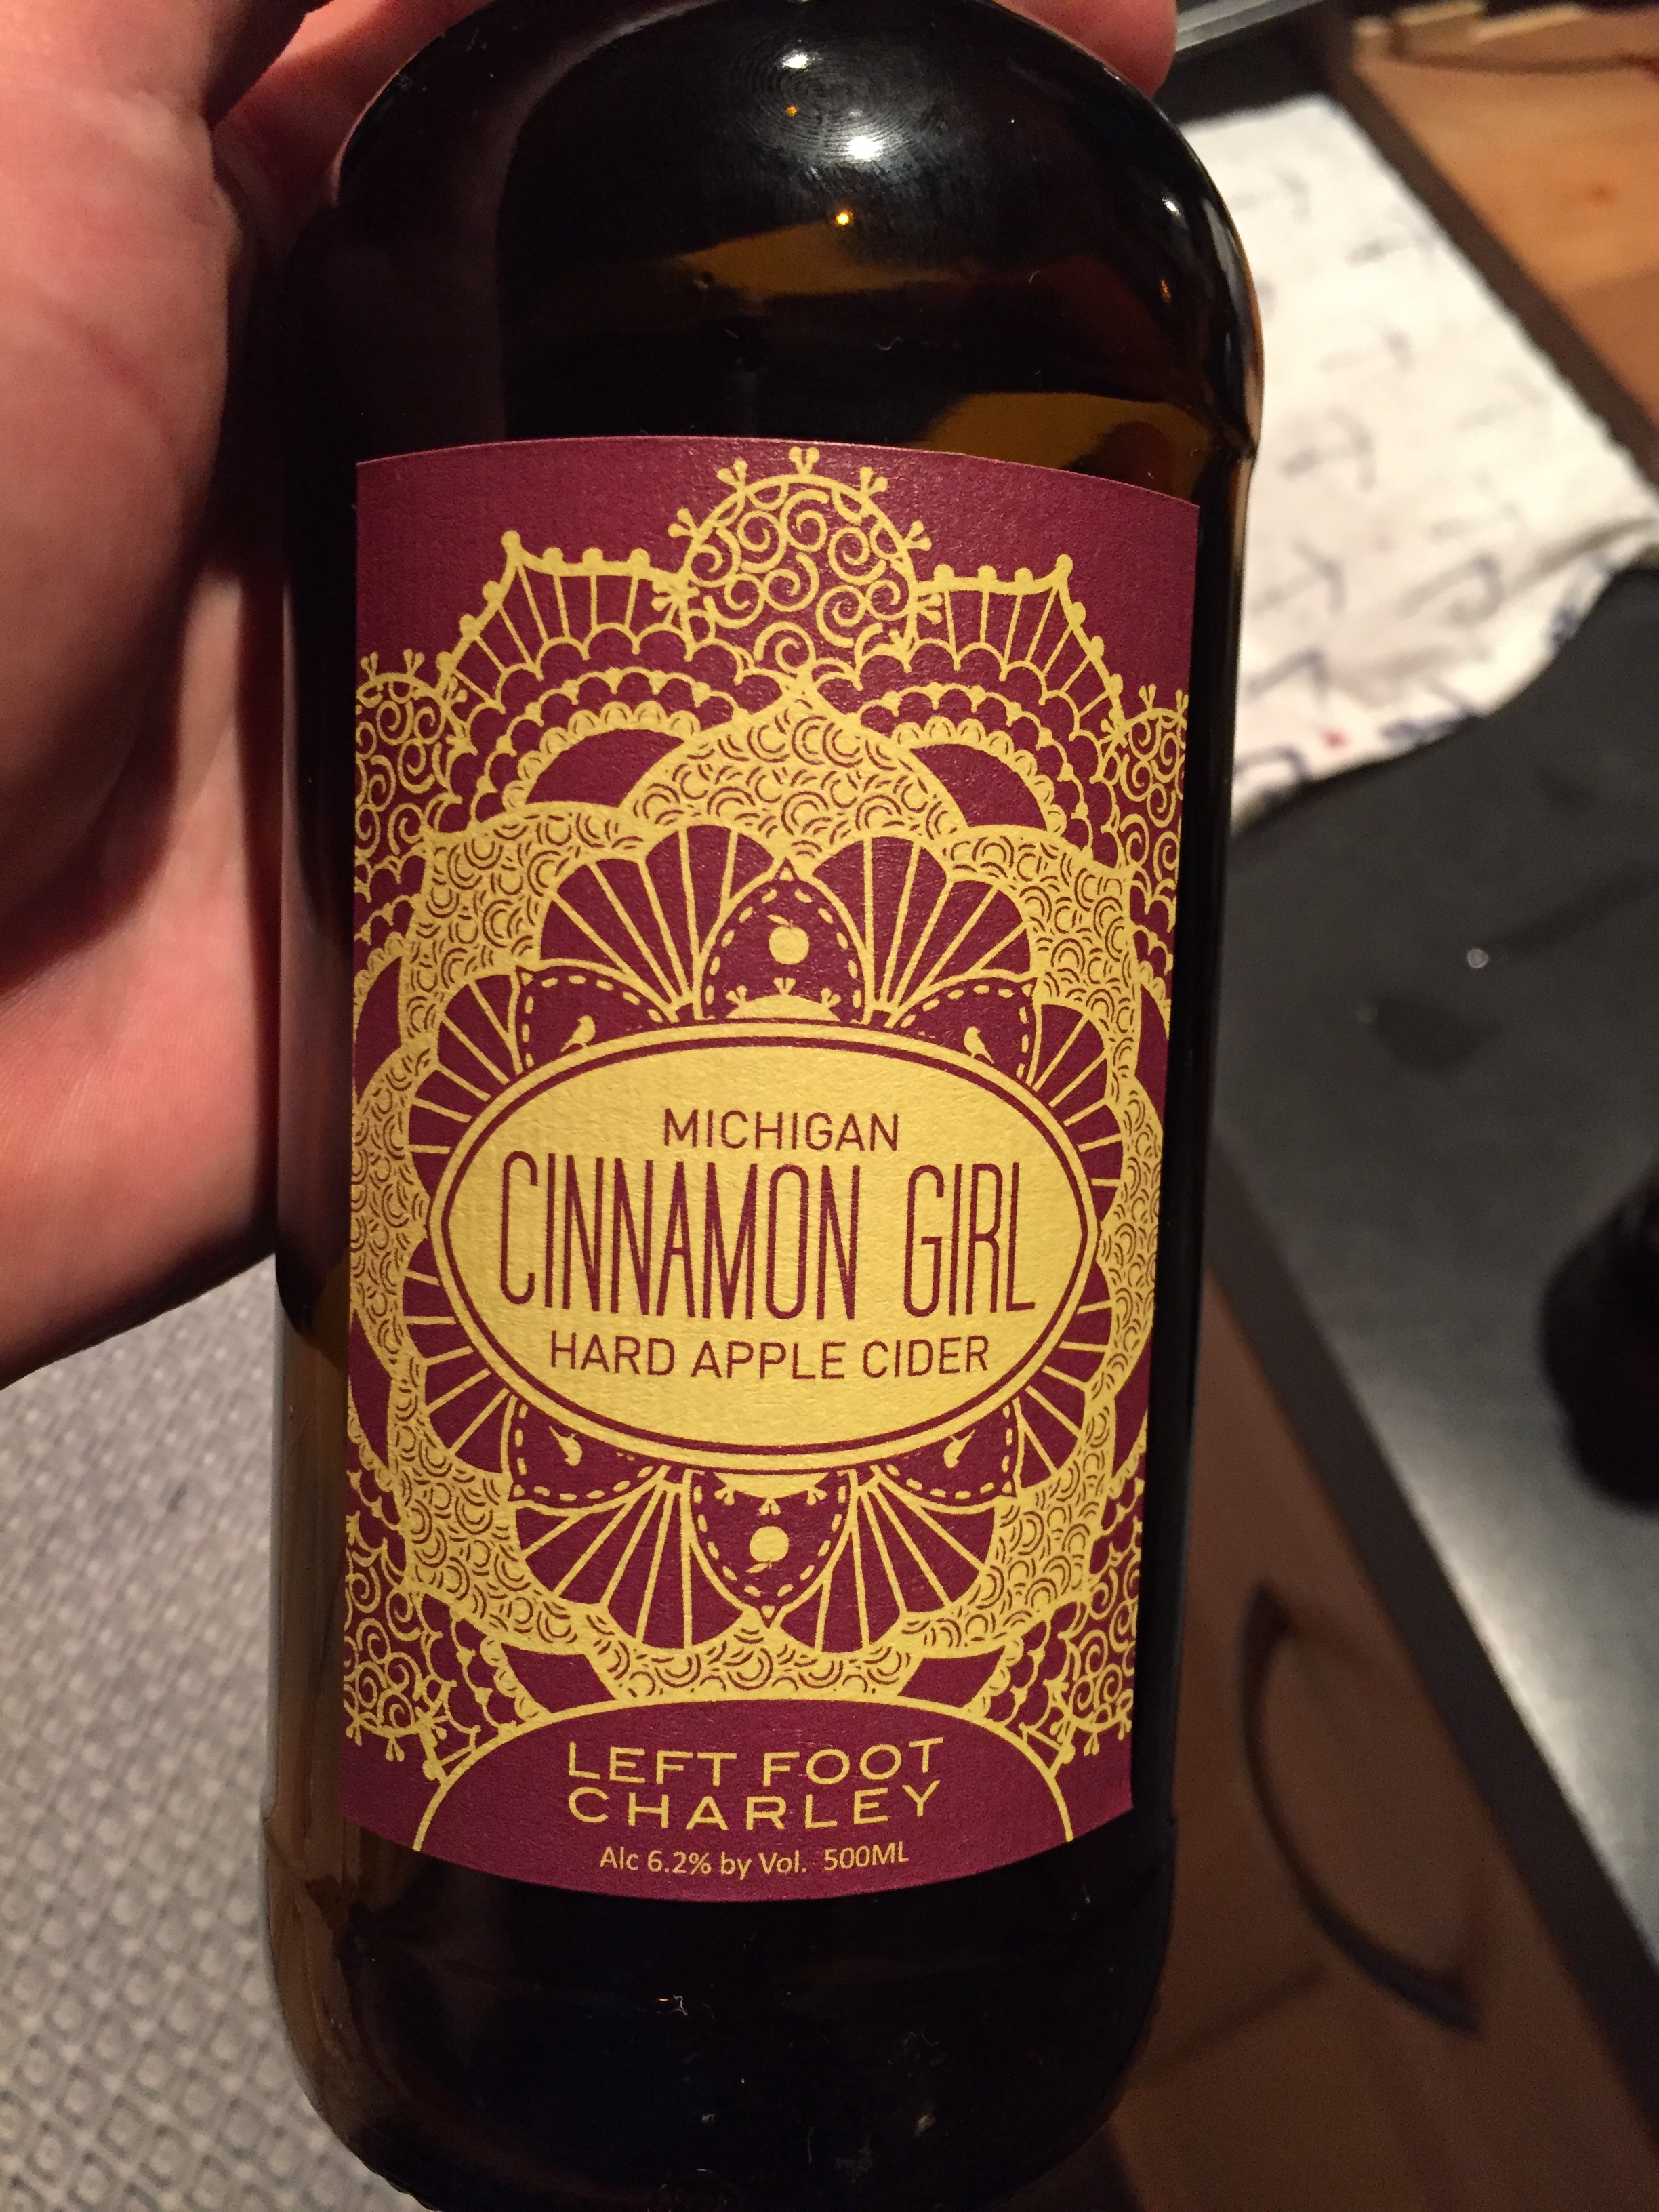 MICHIGAN
CINNAMON GIRL
HARD APPLE CIDER
LEFT FOOT
CHARLEY
Alc 6.2% by Vol. 500ML